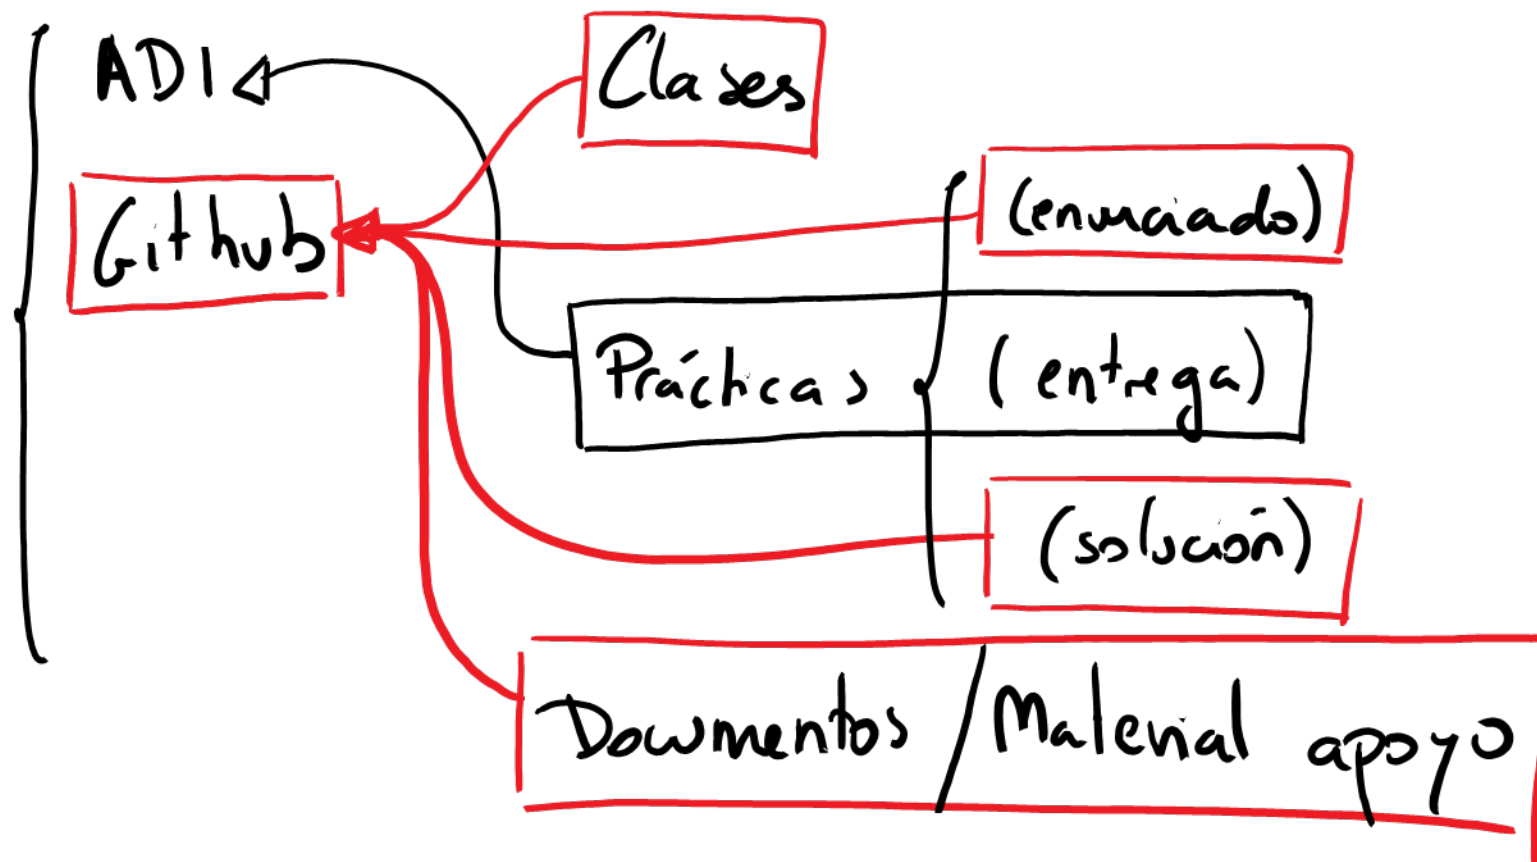 ADI
Clases
Github
(enunciado)
Prácticas (entrega)
(solución)
Documentos / Material apoyo